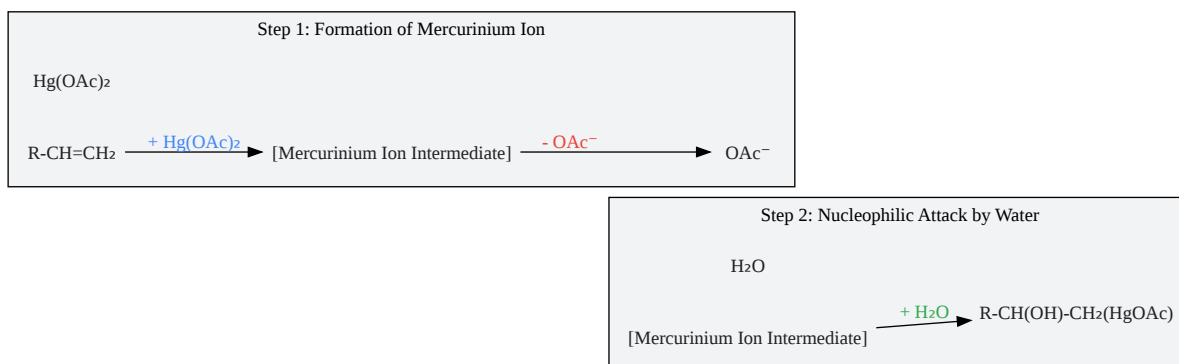 Step 1: Formation of Mercurinium Ion
Hg(OAc)₂
+ Hg(OAc)₂
- OAc⁻
R-CH=CH₂
[Mercurinium Ion Intermediate]
OAc⁻
Step 2: Nucleophilic Attack by Water
H₂O
+ H₂O
R-CH(OH)-CH₂(HgOAc)
[Mercurinium Ion Intermediate]